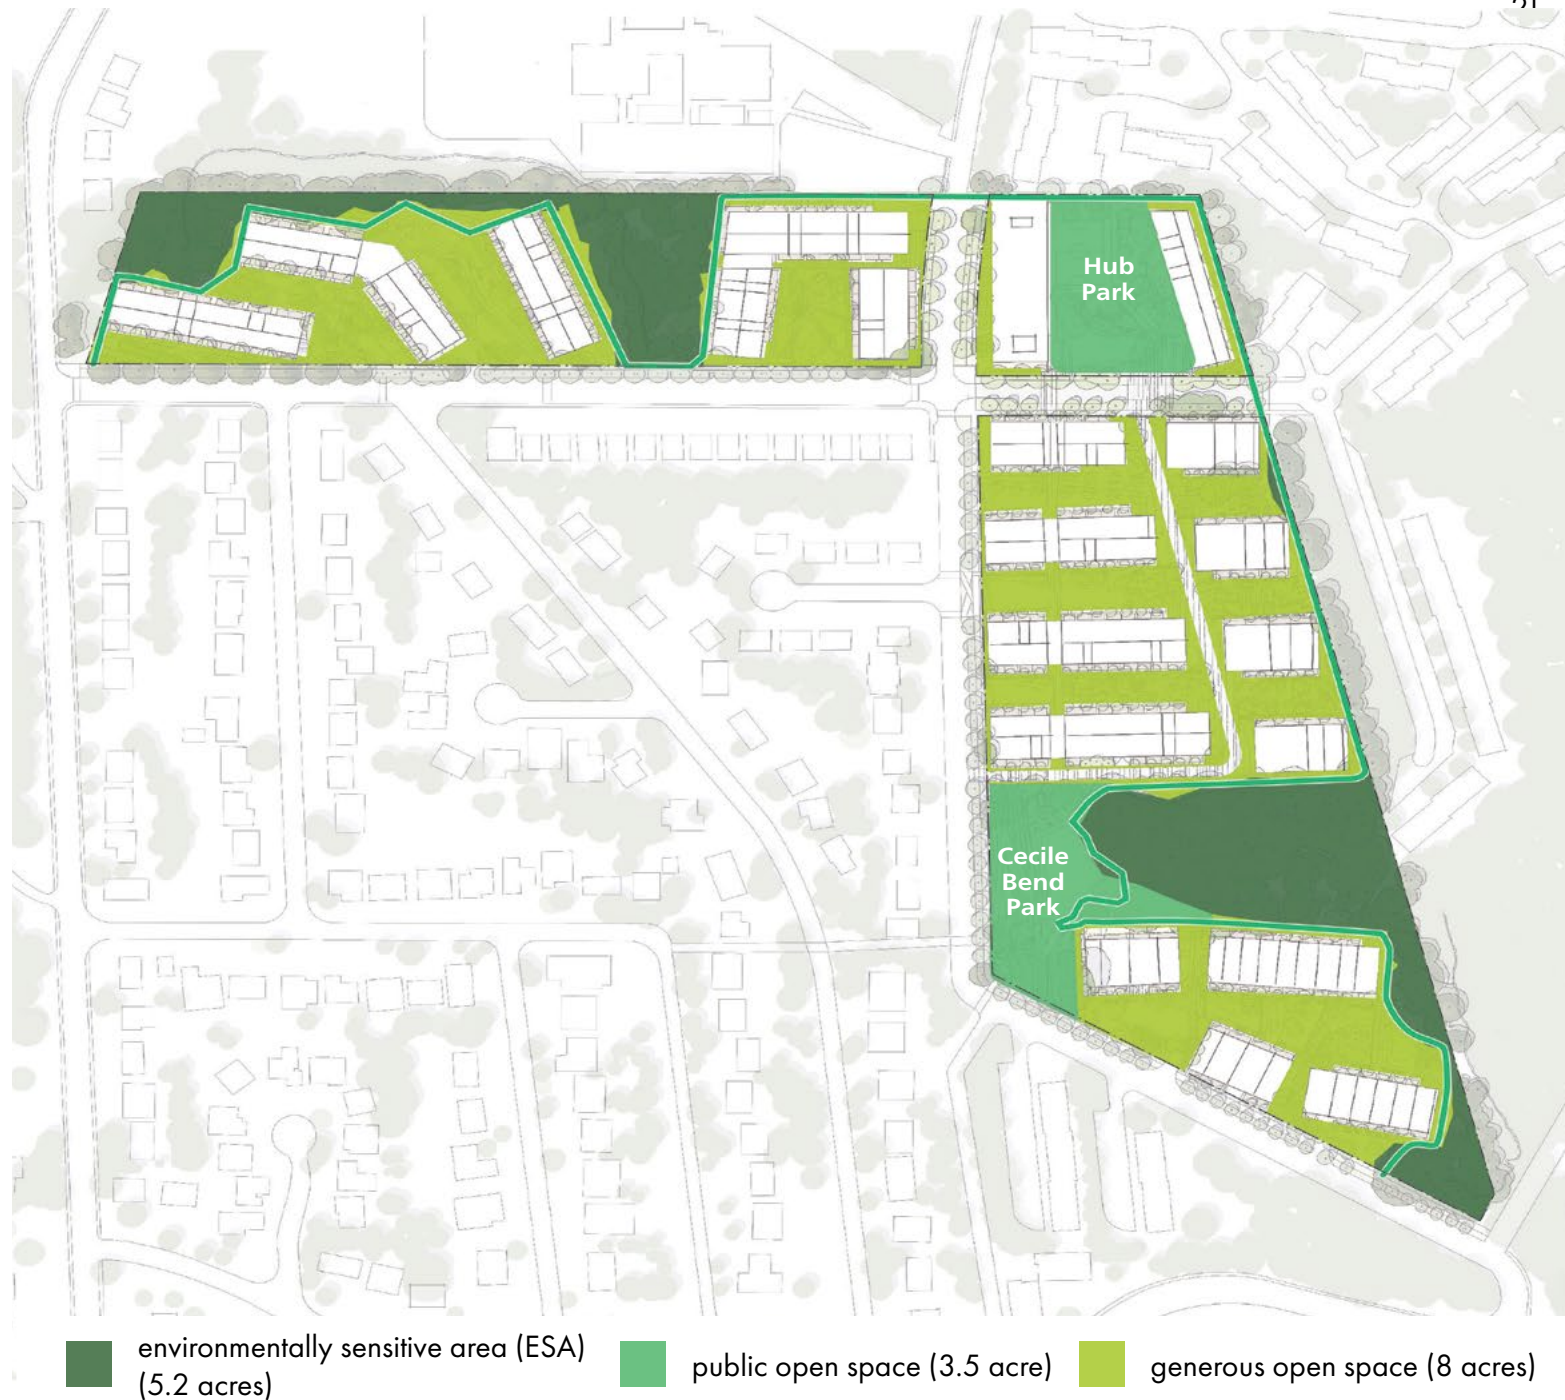 Hub
Park
Cecile
Bend
Park
environmentally sensitive area (ESA)
(5.2 acres)
public open space (3.5 acre)
generous open space (8 acres)